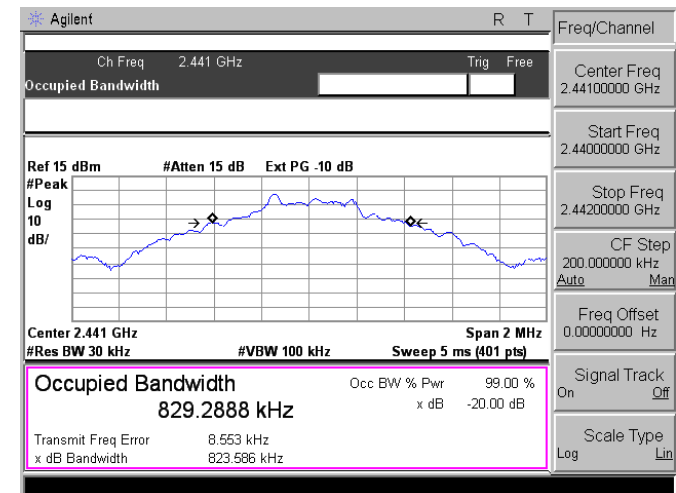 Agilent R T
Ch Freq 2.441 GHz Trig Free
Occupied Bandwidth
Ref 15 dBm #Atten 15 dB Ext PG -10 dB
#Peak
Log
10
dB/
Center 2.441 GHz Span 2 MHz
#Res BW 30 kHz #VBW 100 kHz Sweep 5 ms (401 pts)
Occupied Bandwidth Occ BW % Pwr 99.00 %
829.2888 kHz x dB -20.00 dB
Transmit Freq Error 8.553 kHz
x dB Bandwidth 823.586 kHz
Freq/Channel
Center Freq
2.44100000 GHz
Start Freq
2.44000000 GHz
Stop Freq
2.44200000 GHz
CF Step
200.000000 kHz
Auto Man
Freq Offset
0.00000000 Hz
Signal Track
On Off
Scale Type
Log Lin